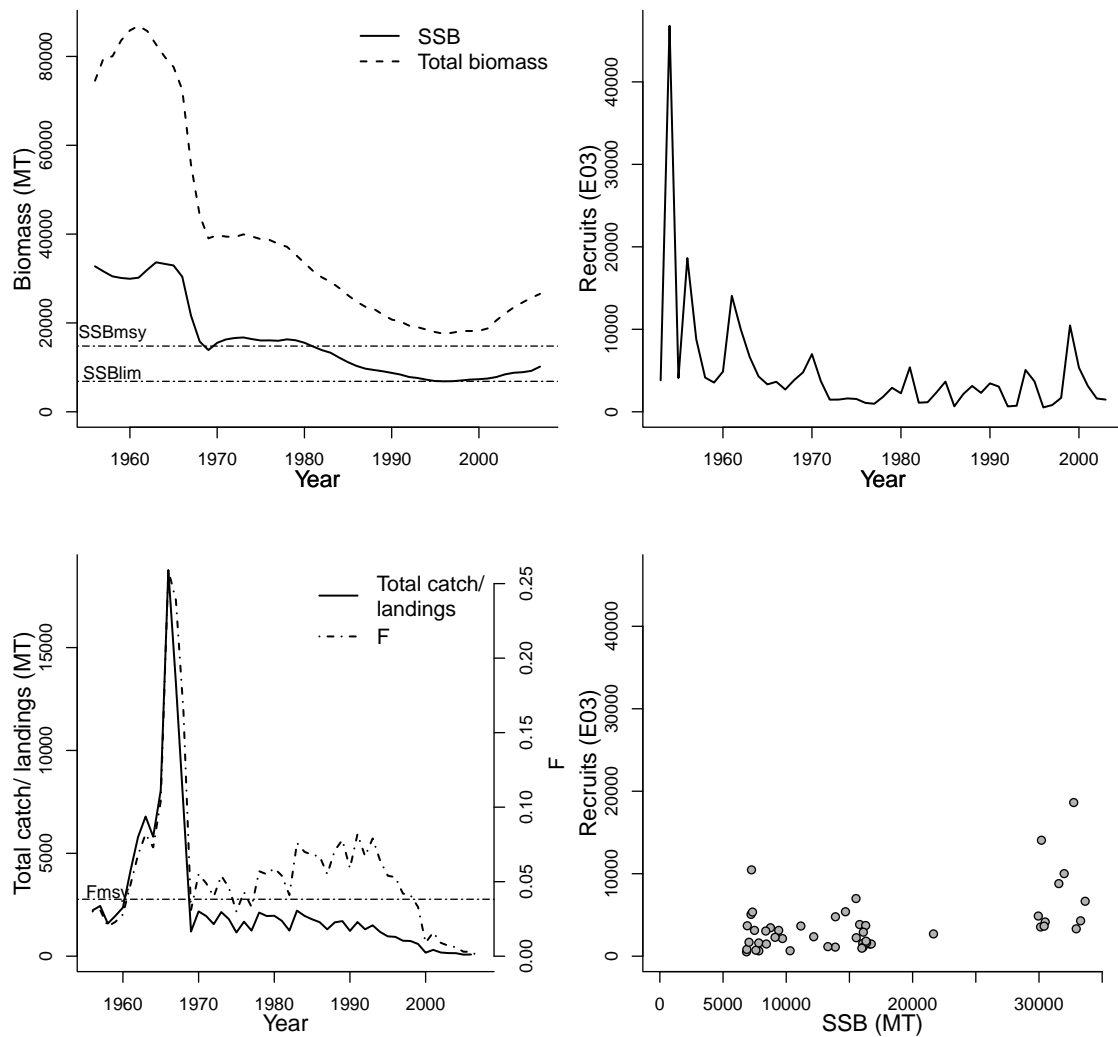 SSB
Total biomass
Biomass (MT)
0
20000
40000
60000
80000
SSBmsy
SSBlim
1960
1970
1980
1990
2000
Year
Recruits (E03)
0
10000
20000
30000
40000
1960
1970
1980
1990
2000
Year
Total catch/
landings
F
Total catch/ landings (MT)
0
5000
10000
15000
Fmsy
0.00
0.05
0.10
0.15
0.20
0.25
F
1960
1970
1980
1990
2000
Year
Recruits (E03)
0
10000
20000
30000
40000
0
5000
10000
20000
30000
SSB (MT)